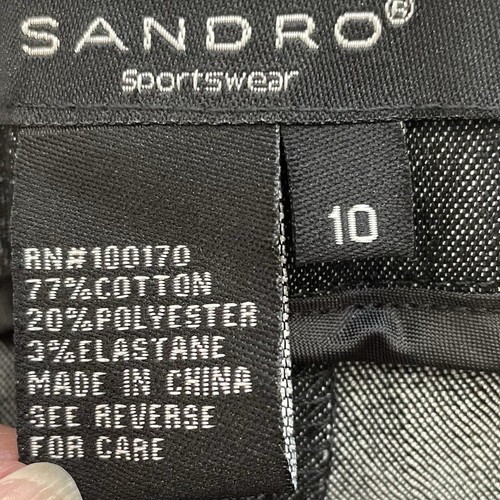 SANDRO®
Sportswear
10
RN#100170
77%COTTON
20%POLYESTER
3%ELASTANE
MADE IN CHINA
SEE REVERSE
FOR CARE